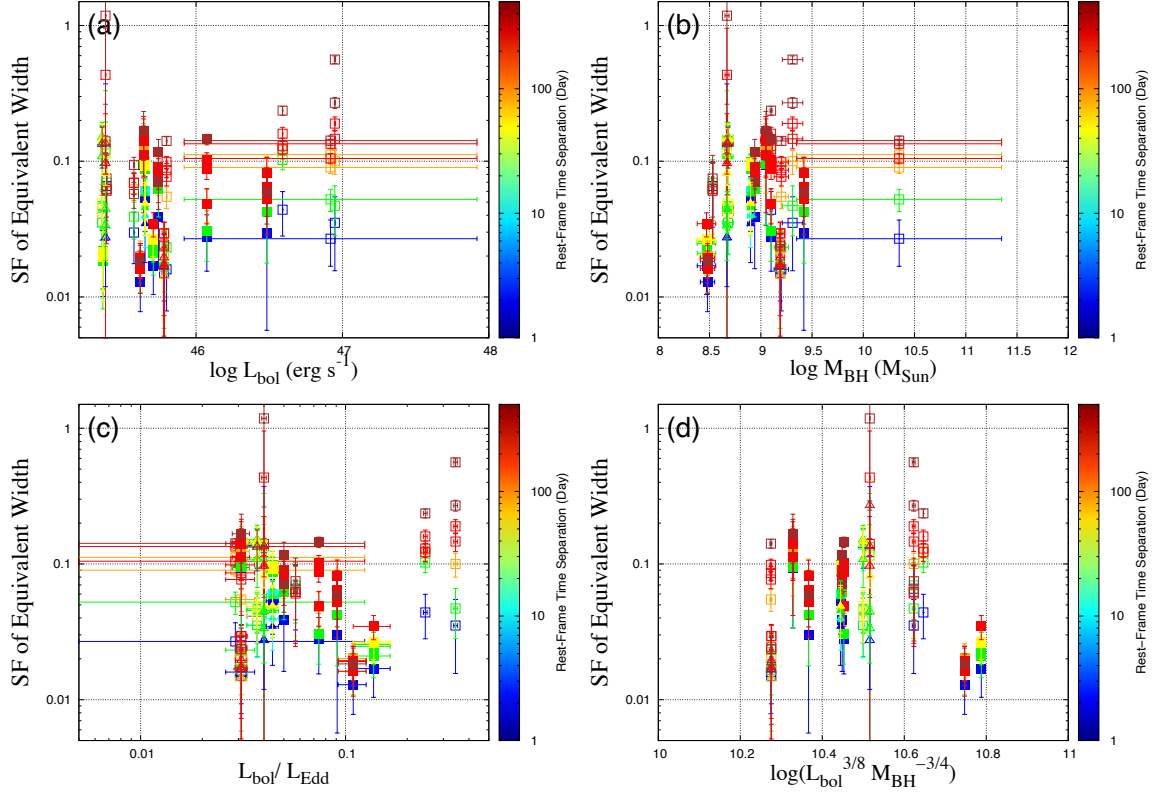 (a)
SF of Equivalent Width
1
0.1
0.01
46
47
48
log L_bol (erg s^-1)
100
10
1
Rest-Frame Time Separation (Day)
(b)
SF of Equivalent Width
1
0.1
0.01
8
8.5
9
9.5
10
10.5
11
11.5
12
log M_BH (M_Sun)
100
10
1
Rest-Frame Time Separation (Day)
(c)
SF of Equivalent Width
1
0.1
0.01
0.01
0.1
L_bol/ L_Edd
100
10
1
Rest-Frame Time Separation (Day)
(d)
SF of Equivalent Width
1
0.1
0.01
10
10.2
10.4
10.6
10.8
11
log(L_bol^3/8 M_BH^-3/4)
100
10
1
Rest-Frame Time Separation (Day)